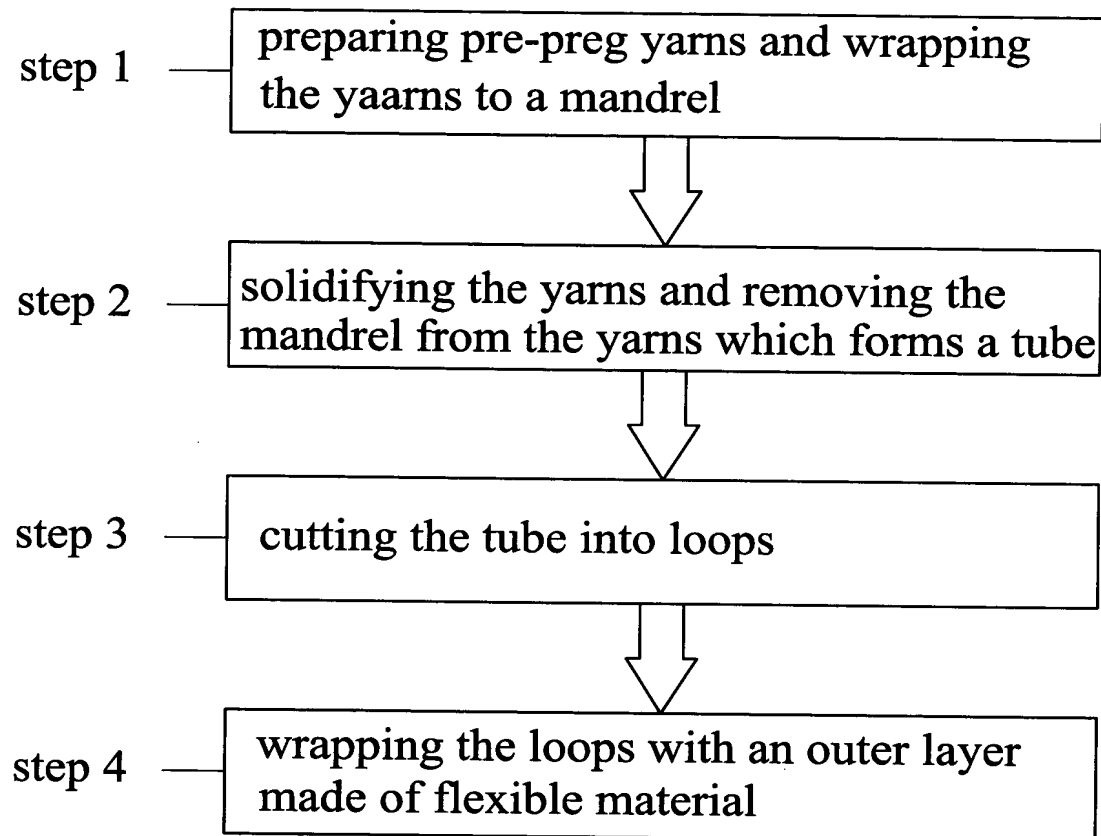 step 1
preparing pre-preg yarns and wrapping
the yaarns to a mandrel
step 2
solidifying the yarns and removing the
mandrel from the yarns which forms a tube
step 3
cutting the tube into loops
step 4
wrapping the loops with an outer layer
made of flexible material